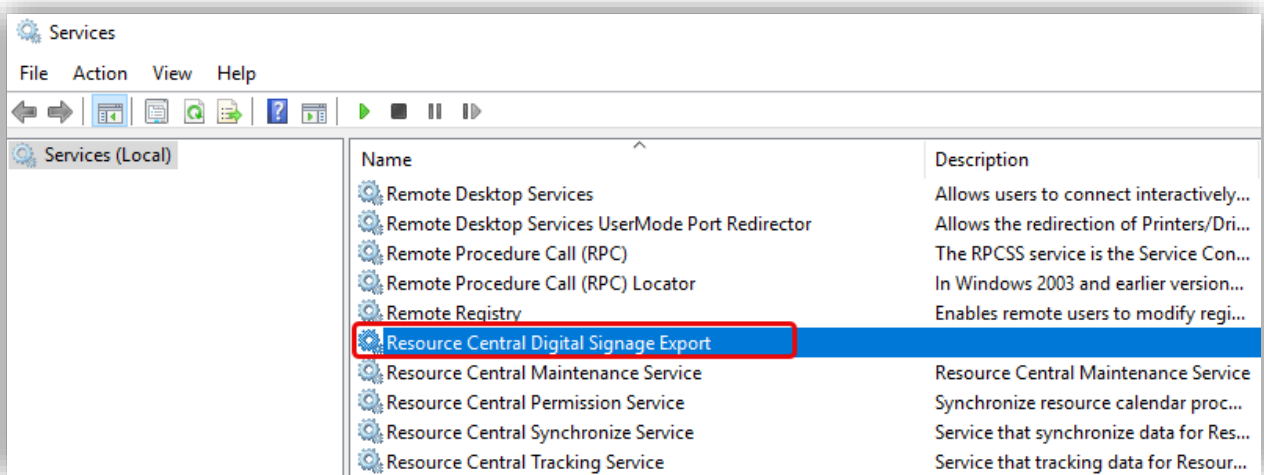 Services
File Action View Help
Services (Local)
Name Description
Remote Desktop Services Allows users to connect interactively...
Remote Desktop Services UserMode Port Redirector Allows the redirection of Printers/Dri...
Remote Procedure Call (RPC) The RPCSS service is the Service Con...
Remote Procedure Call (RPC) Locator In Windows 2003 and earlier version...
Remote Registry Enables remote users to modify regi...
Resource Central Digital Signage Export
Resource Central Maintenance Service Resource Central Maintenance Service
Resource Central Permission Service Synchronize resource calendar proc...
Resource Central Synchronize Service Service that synchronize data for Res...
Resource Central Tracking Service Service that tracking data for Resour...